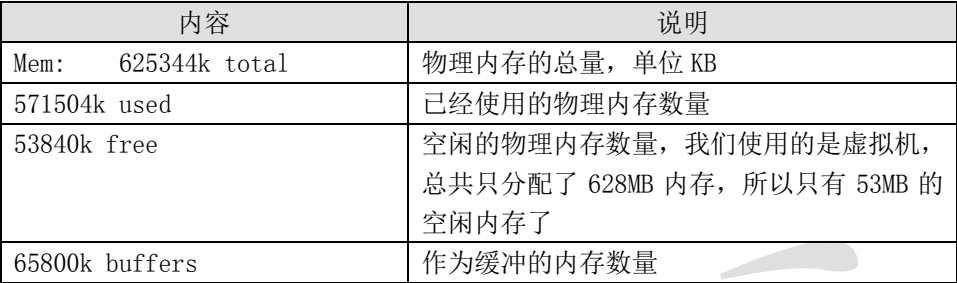 内容 说明
Mem:    625344k total 物理内存的总量，单位 KB
571504k used 已经使用的物理内存数量
53840k free 空闲的物理内存数量，我们使用的是虚拟机，
总共只分配了 628MB 内存，所以只有 53MB 的
空闲内存了
65800k buffers 作为缓冲的内存数量